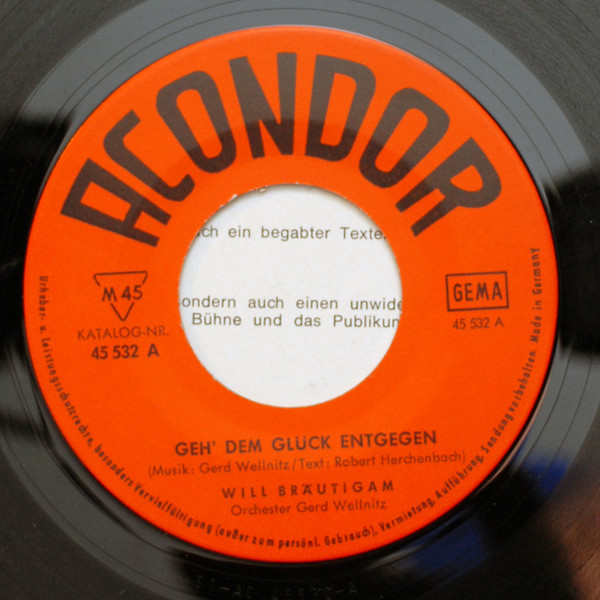 ACONDOR
ch ein begabter Texte
M 45
KATALOG-NR.
45 532 A
GEMA
45 532 A
ondern auch einen unwide
Bühne und das Publikum
GEH' DEM GLÜCK ENTGEGEN
(Musik: Gerd Wellnitz/Text: Robert Herchenbach)
WILL BRÄUTIGAM
Orchester Gerd Wellnitz
Urheber- u. Leistungsschutzrechte, besonders Vervielfältigung (außer zum persönl. Gebrauch), Vermietung, Aufführung, Sendung vorbehalten. Made in Germany